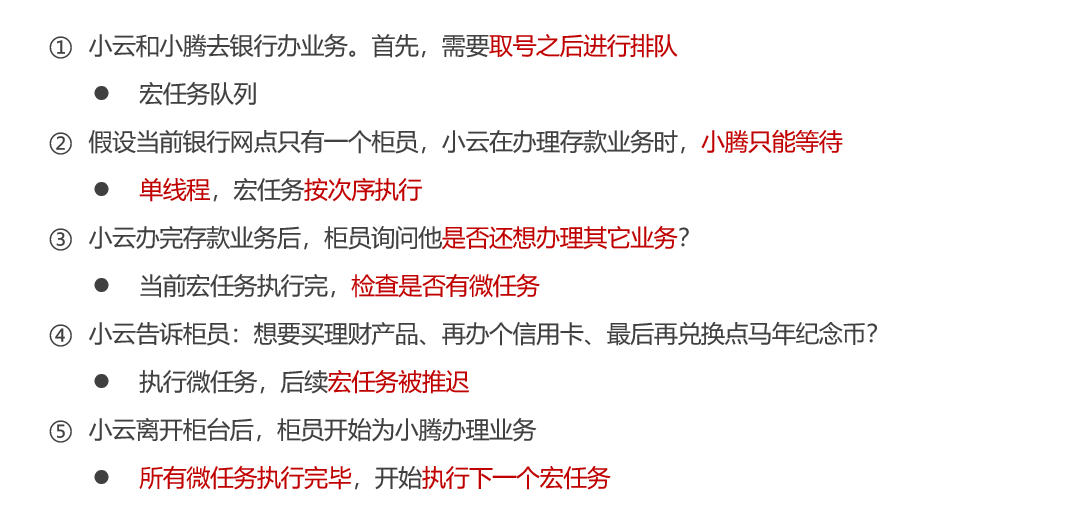 ① 小云和小腾去银行办业务。首先，需要取号之后进行排队
● 宏任务队列
② 假设当前银行网点只有一个柜员，小云在办理存款业务时，小腾只能等待
● 单线程，宏任务按次序执行
③ 小云办完存款业务后，柜员询问他是否还想办理其它业务？
● 当前宏任务执行完，检查是否有微任务
④ 小云告诉柜员：想要买理财产品、再办个信用卡、最后再兑换点马年纪念币？
● 执行微任务，后续宏任务被推迟
⑤ 小云离开柜台后，柜员开始为小腾办理业务
● 所有微任务执行完毕，开始执行下一个宏任务